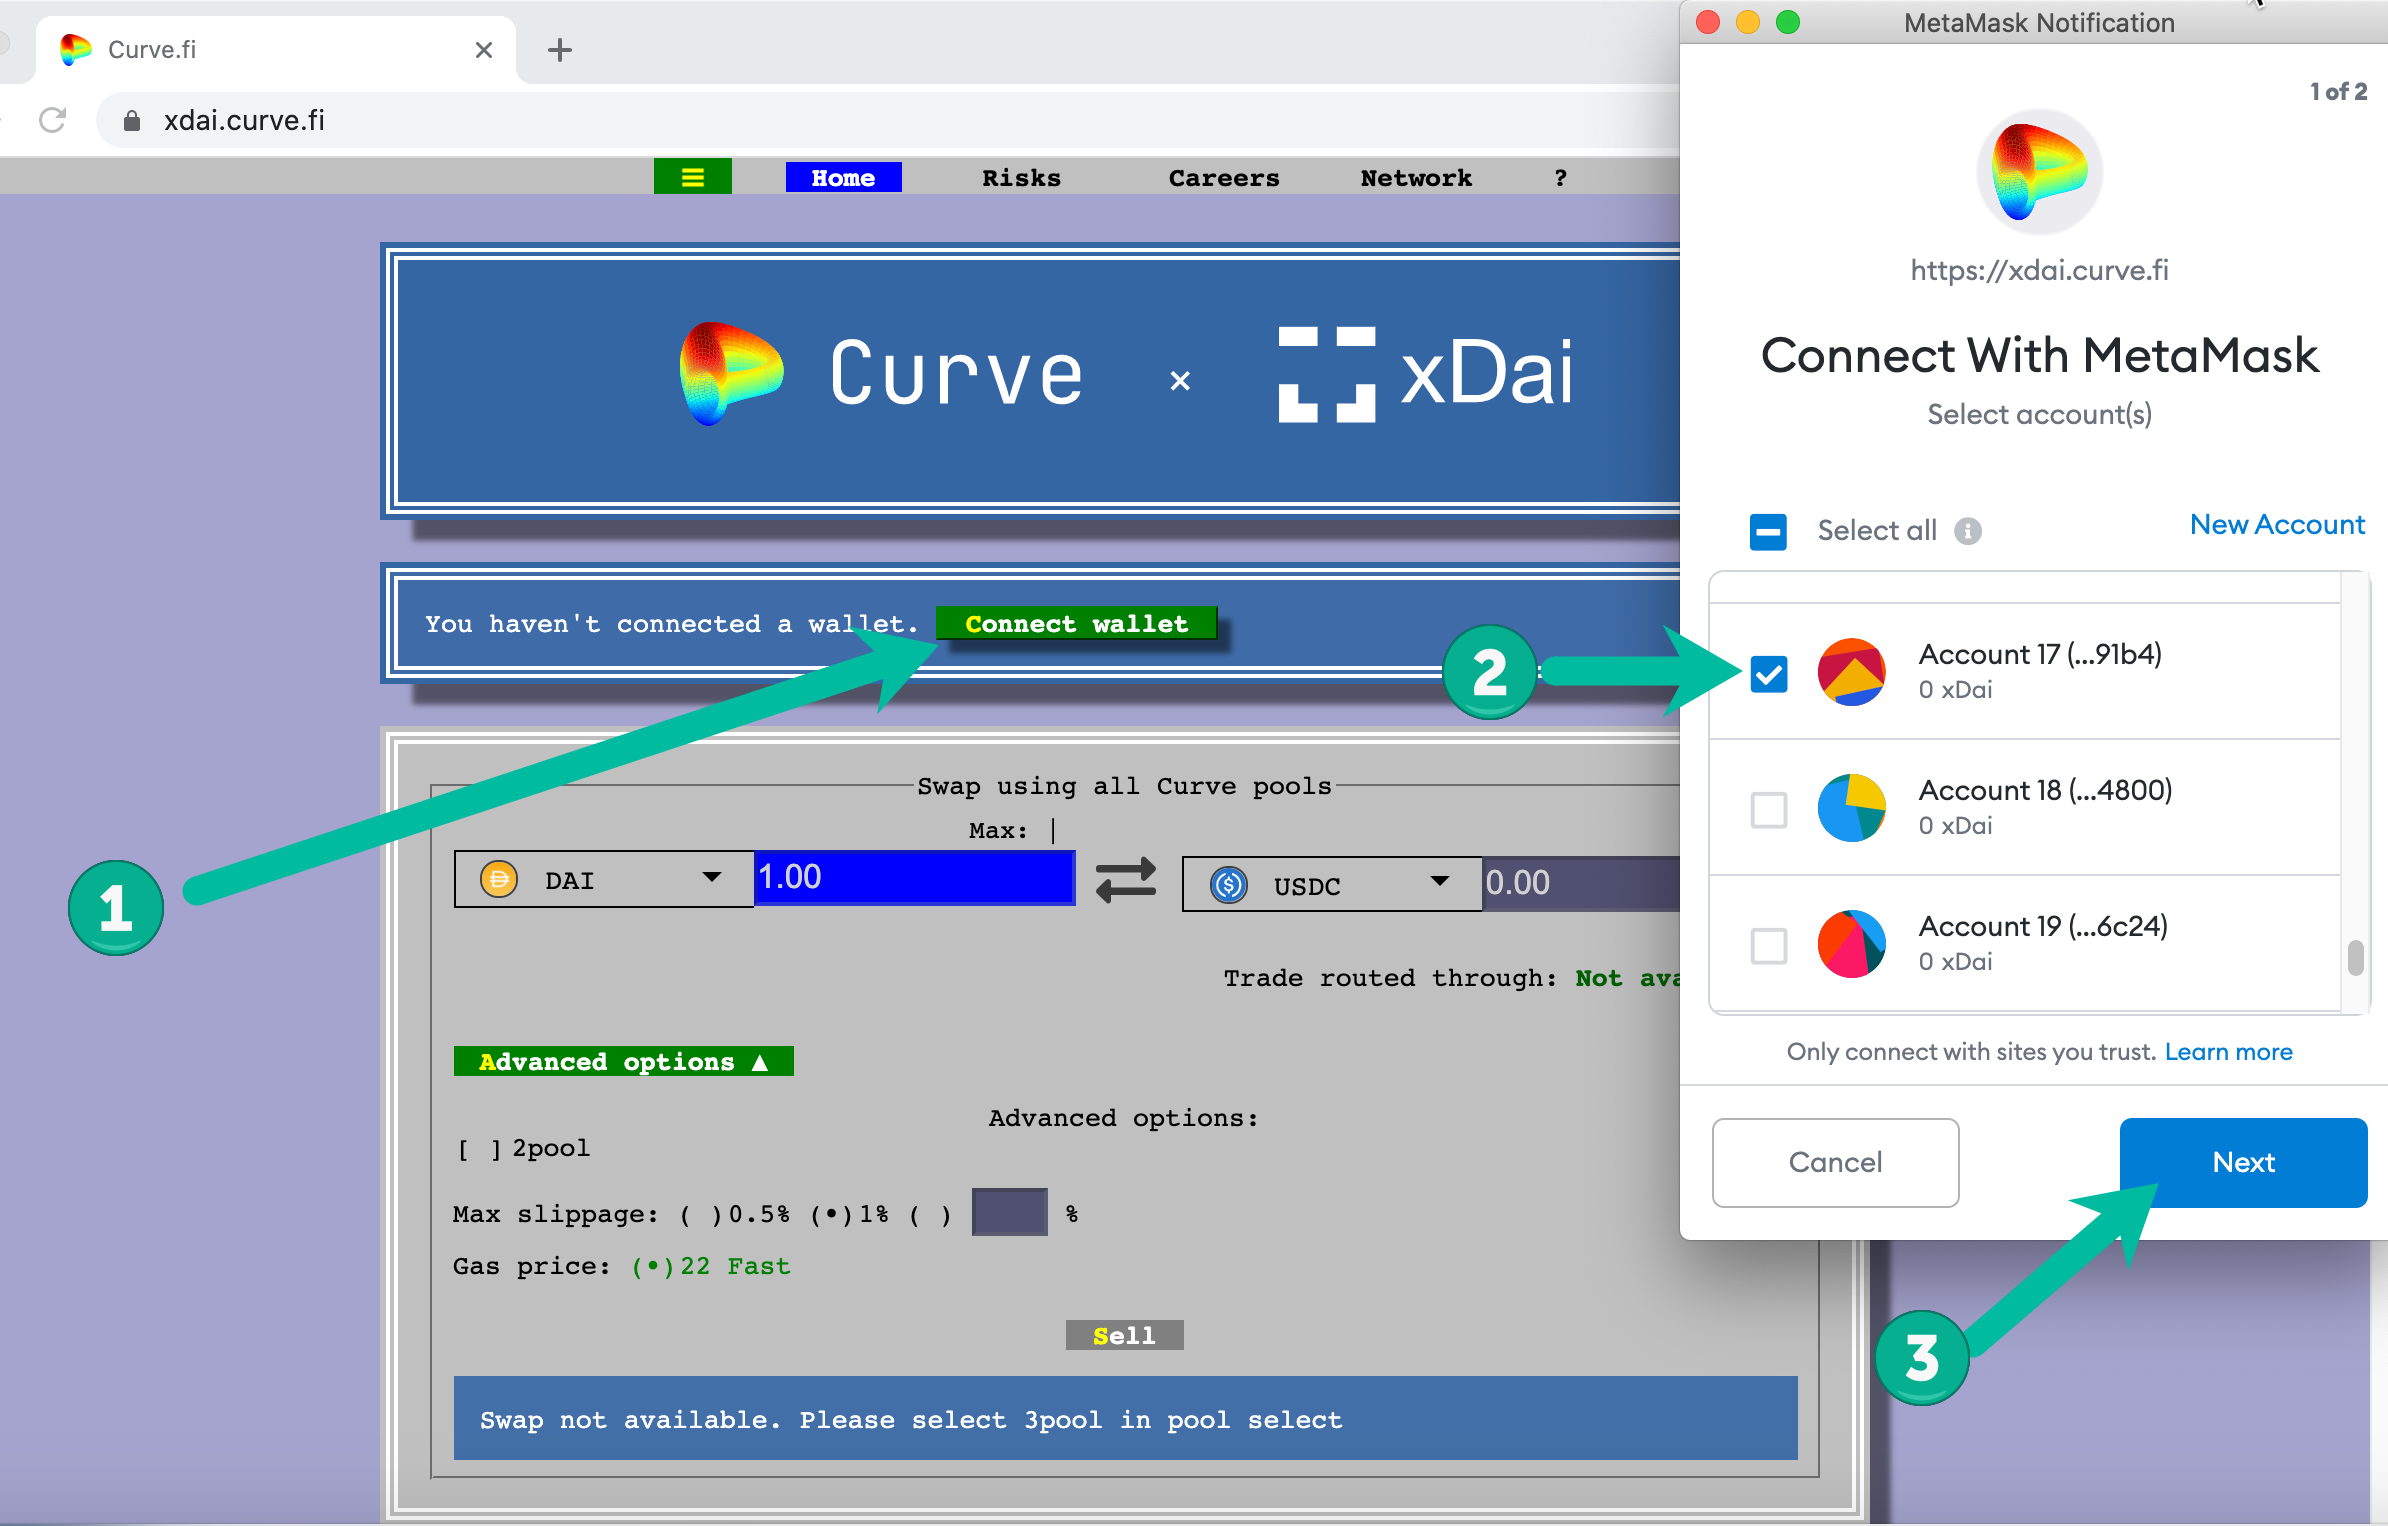 Curve.fi
xdai.curve.fi
Home Risks Careers Network ?
Curve × xDai
You haven't connected a wallet. Connect wallet
1
2
3
Swap using all Curve pools
Max:
DAI 1.00 USDC 0.00
Trade routed through: Not
Advanced options ▲
Advanced options:
[ ] 2pool
Max slippage: ( )0.5% (•)1% ( ) %
Gas price: (•)22 Fast
Sell
Swap not available. Please select 3pool in pool select
MetaMask Notification
1 of 2
https://xdai.curve.fi
Connect With MetaMask
Select account(s)
Select all
New Account
Account 17 (...91b4)
0 xDai
Account 18 (...4800)
0 xDai
Account 19 (...6c24)
0 xDai
Only connect with sites you trust. Learn more
Cancel Next